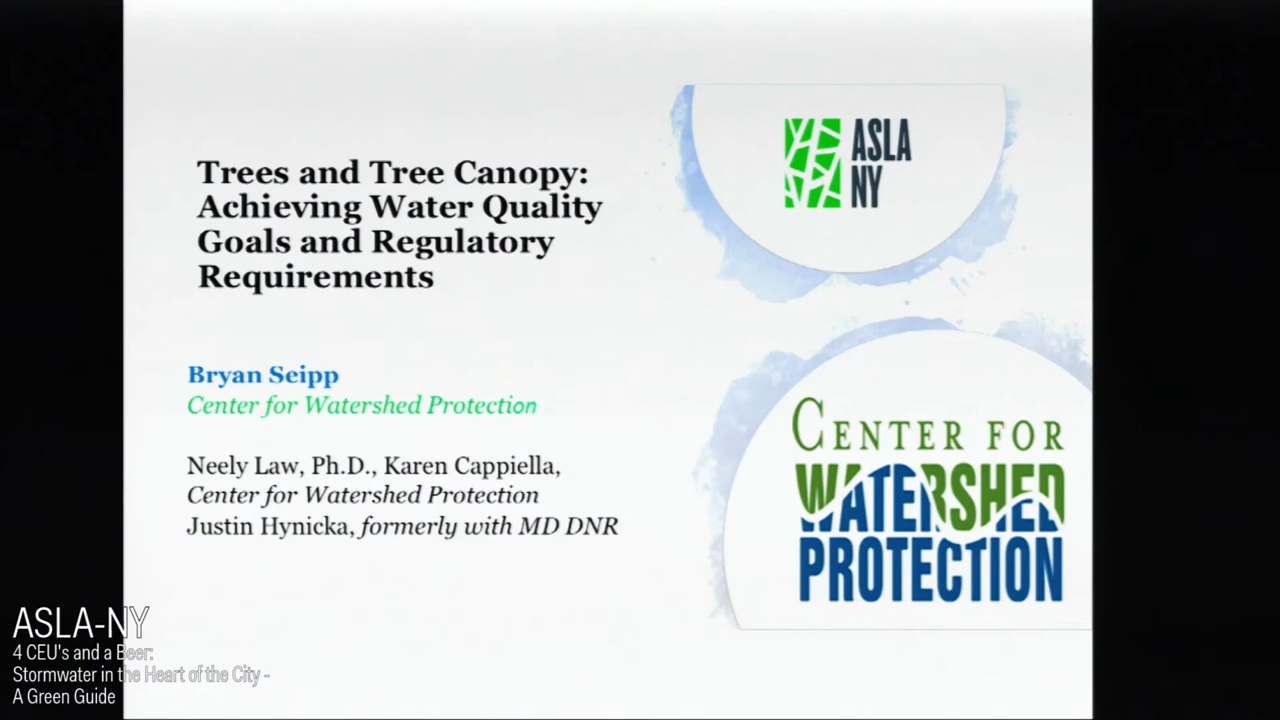 Trees and Tree Canopy:
Achieving Water Quality
Goals and Regulatory
Requirements
ASLA
NY
Bryan Seipp
Center for Watershed Protection
Neely Law, Ph.D., Karen Cappiella,
Center for Watershed Protection
Justin Hynicka, formerly with MD DNR
CENTER FOR
WATERSHED
PROTECTION
ASLA-NY
4 CEU's and a Beer:
Stormwater in the Heart of the City -
A Green Guide